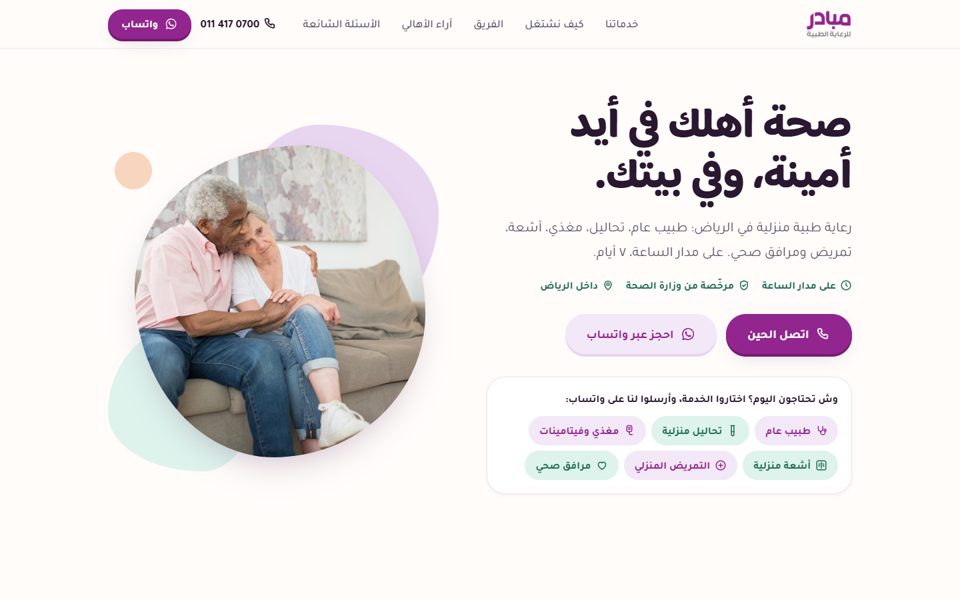 مبادر
للرعاية الطبية
خدماتنا
كيف نشتغل
الفريق
آراء الأهالي
الأسئلة الشائعة
011 417 0700
واتساب
صحة أهلك في أيد
أمينة، وفي بيتك.
رعاية طبية منزلية في الرياض: طبيب عام، تحاليل، مغذي، أشعة،
تمريض ومرافق صحي. على مدار الساعة، ٧ أيام.
على مدار الساعة
مرخّصة من وزارة الصحة
داخل الرياض
اتصل الحين
احجز عبر واتساب
وش تحتاجون اليوم؟ اختاروا الخدمة، وأرسلوا لنا على واتساب:
طبيب عام
تحاليل منزلية
مغذي وفيتامينات
أشعة منزلية
التمريض المنزلي
مرافق صحي